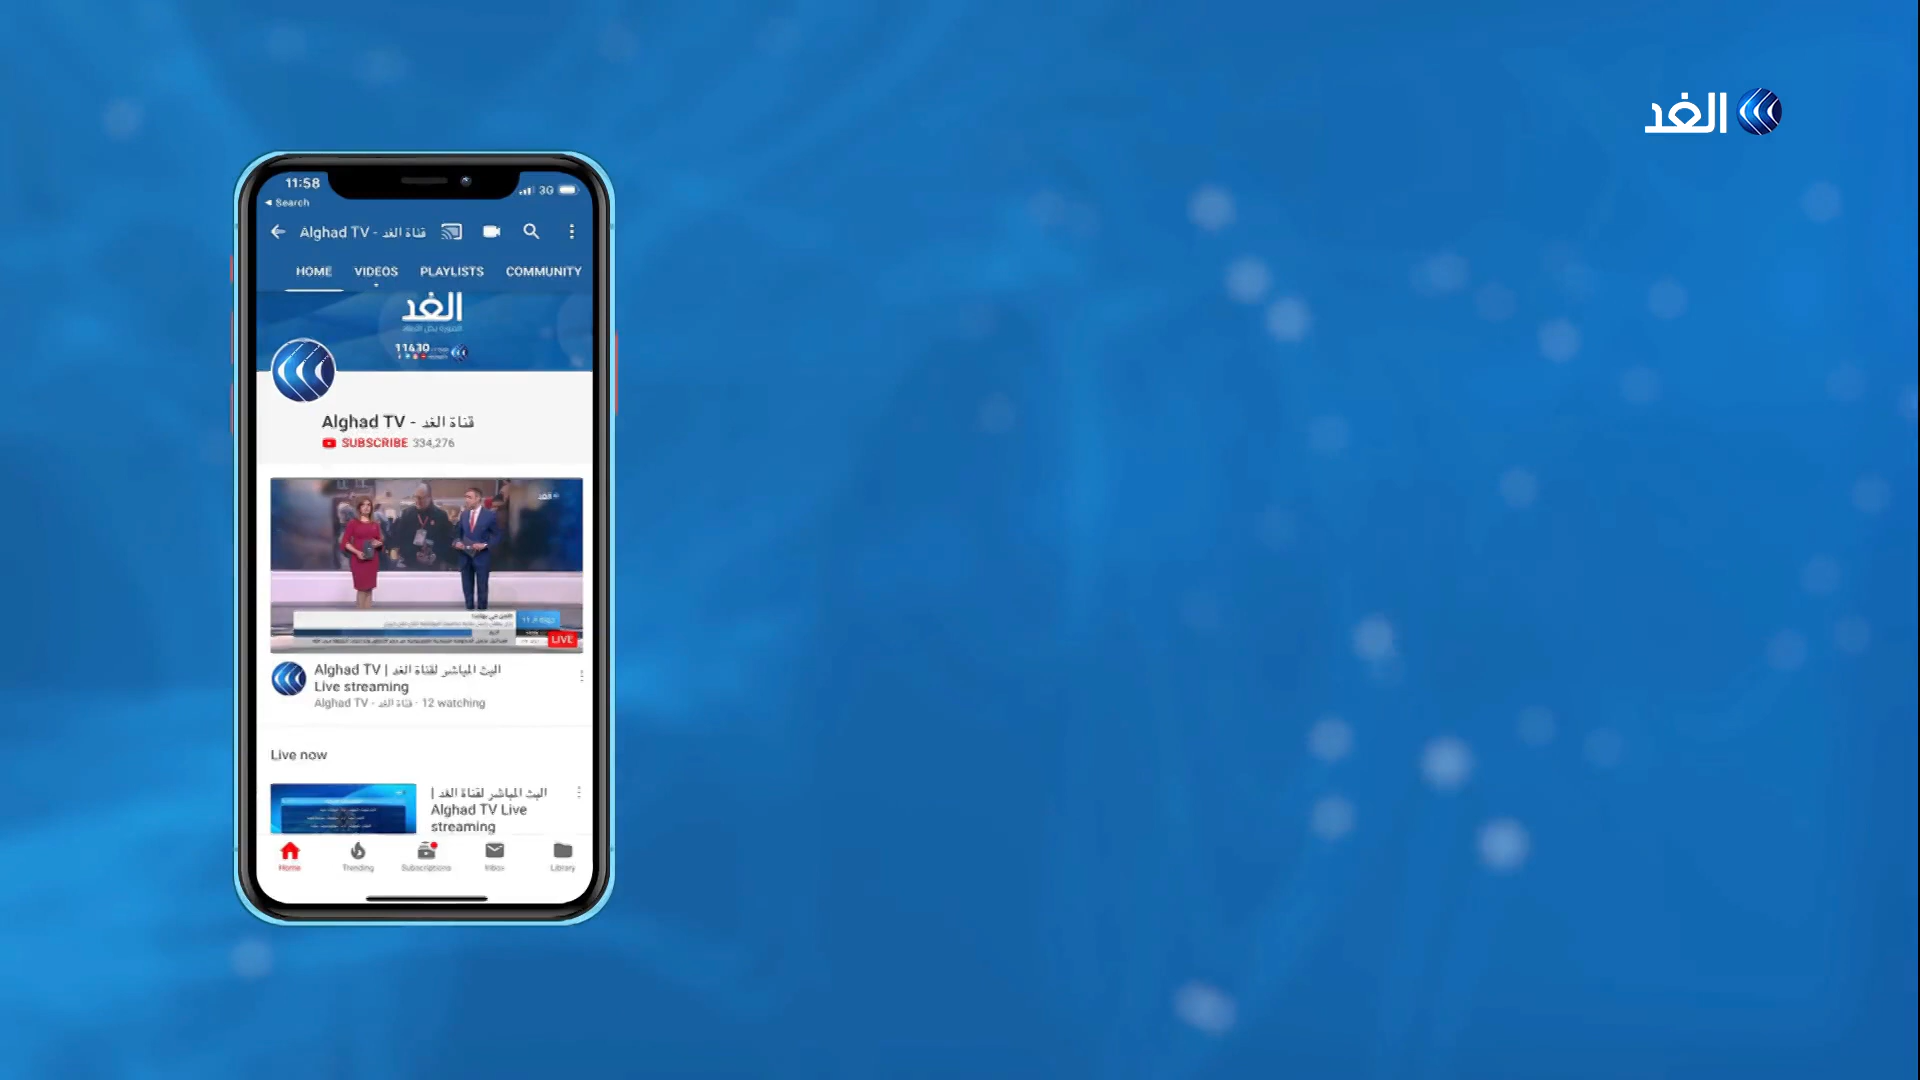 الغد
11:58
3G
Search
Alghad TV - قناة الغد
HOME VIDEOS PLAYLISTS COMMUNITY
الغد
11630
Alghad TV - قناة الغد
SUBSCRIBE 334,276
الغد
LIVE
Alghad TV | البث المباشر لقناة الغد
Live streaming
Alghad TV - قناة الغد · 12 watching
Live now
البث المباشر لقناة الغد |
Alghad TV Live
streaming
Home Trending Subscriptions Inbox Library